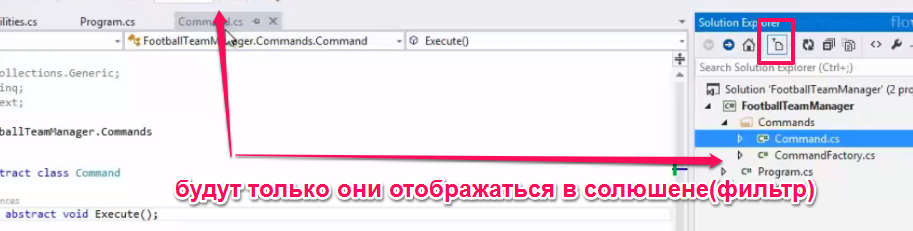 ilities.cs Program.cs Command.cs
Solution Explorer
FootballTeamManager.Commands.Command Execute()
Search Solution Explorer (Ctrl+;)
ollections.Generic;
inq;
ext;
Solution 'FootballTeamManager' (2 pro
FootballTeamManager
Commands
ballTeamManager.Commands
Command.cs
CommandFactory.cs
Program.cs
tract class Command
будут только они отображаться в солюшене(фильтр)
ences
abstract void Execute();